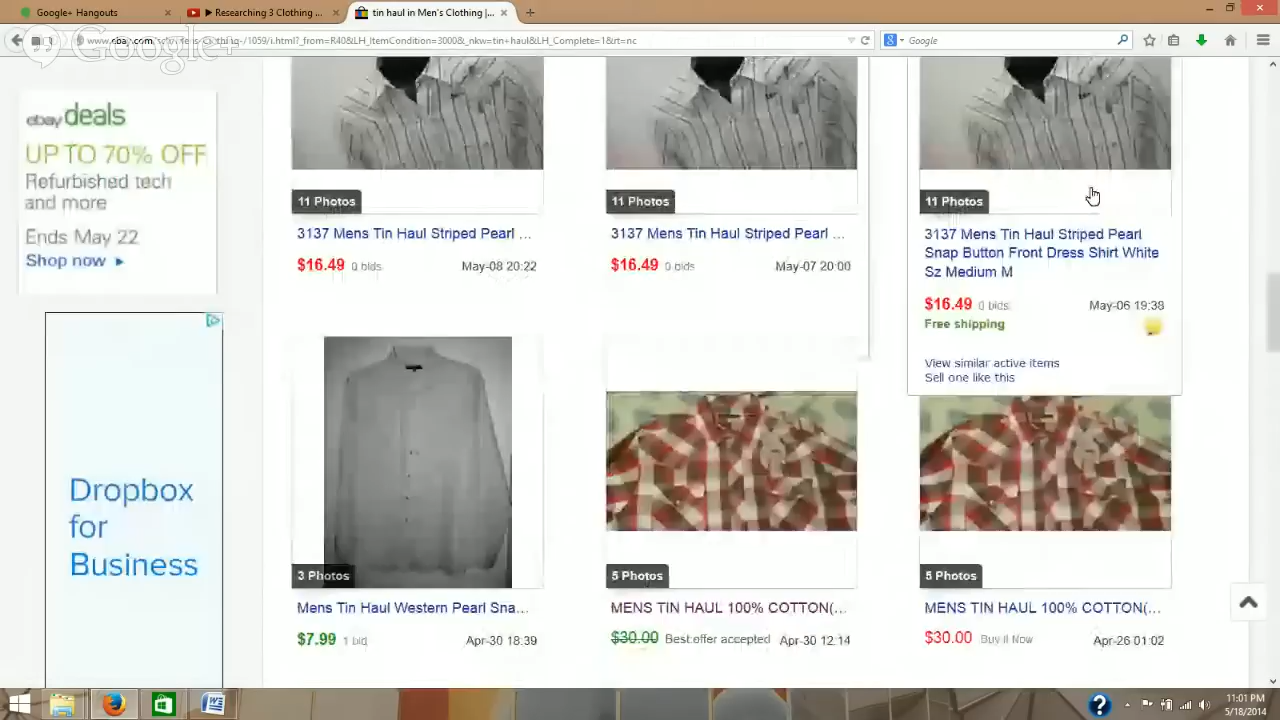 Google+ Hangouts
Researching 3 Clothing ...
tin haul in Men's Clothing |...
Google+
Google
ebay deals
UP TO 70% OFF
Refurbished tech
and more
Ends May 22
Shop now
Dropbox
for
Business
11 Photos
3137 Mens Tin Haul Striped Pearl ...
$16.49 0 bids May-08 20:22
11 Photos
3137 Mens Tin Haul Striped Pearl ...
$16.49 0 bids May-07 20:00
11 Photos
3137 Mens Tin Haul Striped Pearl
Snap Button Front Dress Shirt White
Sz Medium M
$16.49 0 bids May-06 19:38
Free shipping
View similar active items
Sell one like this
3 Photos
Mens Tin Haul Western Pearl Sna...
$7.99 1 bid Apr-30 18:39
5 Photos
MENS TIN HAUL 100% COTTON(...
$30.00 Best offer accepted Apr-30 12:14
5 Photos
MENS TIN HAUL 100% COTTON(...
$30.00 Buy It Now Apr-26 01:02
11:01 PM
5/18/2014